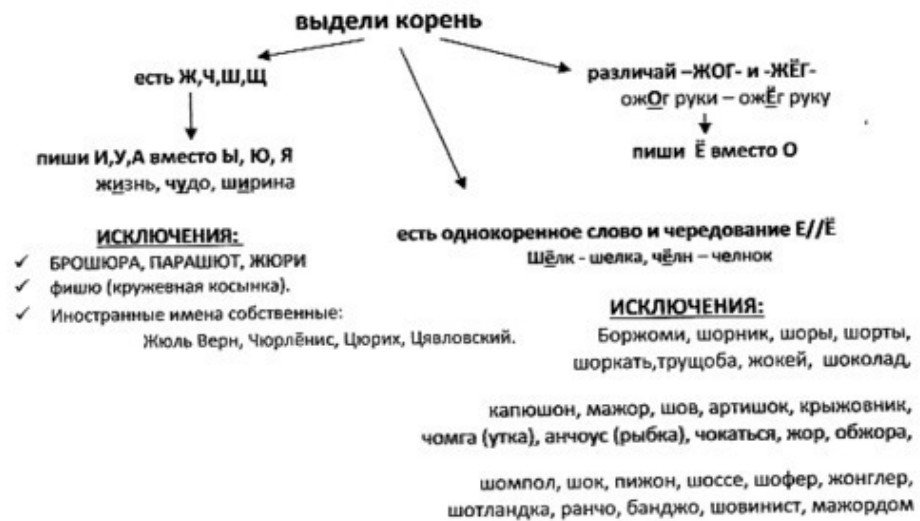 выдели корень
есть Ж,Ч,Ш,Щ
различай –ЖОГ- и -ЖЁГ-
ожОг руки – ожЁг руку
пиши И,У,А вместо Ы, Ю, Я
жизнь, чудо, ширина
пиши Ё вместо О
ИСКЛЮЧЕНИЯ:
✓ БРОШЮРА, ПАРАШЮТ, ЖЮРИ
✓ фишю (кружевная косынка).
✓ Иностранные имена собственные:
Жюль Верн, Чюрлёнис, Цюрих, Цявловский.
есть однокоренное слово и чередование Е//Ё
Шёлк - шелка, чёлн – челнок
ИСКЛЮЧЕНИЯ:
Боржоми, шорник, шоры, шорты,
шоркать,трущоба, жокей, шоколад,
капюшон, мажор, шов, артишок, крыжовник,
чомга (утка), анчоус (рыбка), чокаться, жор, обжора,
шомпол, шок, пижон, шоссе, шофер, жонглер,
шотландка, ранчо, банджо, шовинист, мажордом